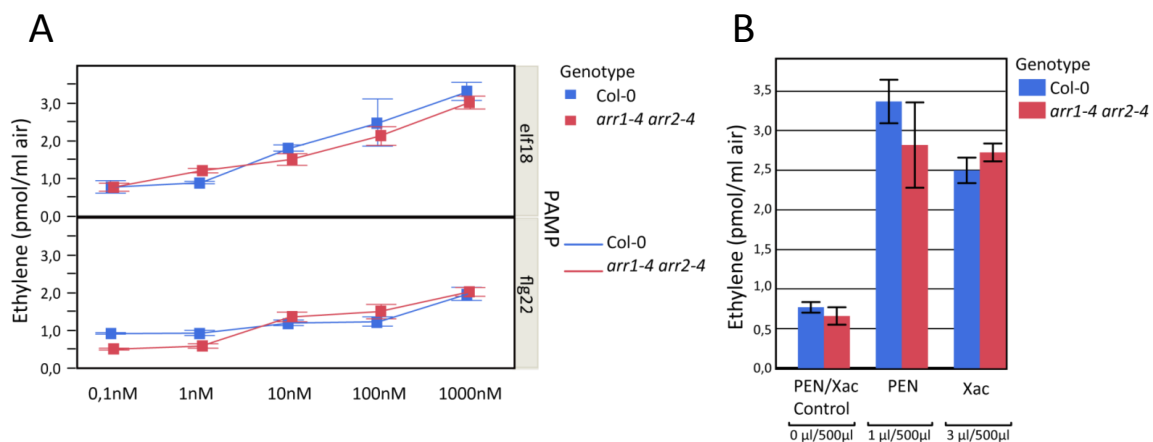 A
Ethylene (pmol/ml air)
3,0
2,0
1,0
0,0
3,0
2,0
1,0
0,0
0,1nM
1nM
10nM
100nM
1000nM
elf18
flg22
PAMP
Genotype
Col-0
arr1-4 arr2-4
Col-0
arr1-4 arr2-4
B
Ethylene (pmol/ml air)
3,5
3,0
2,5
2,0
1,5
1,0
0,5
0,0
PEN/Xac
Control
PEN
Xac
0 µl/500µl
1 µl/500µl
3 µl/500µl
Genotype
Col-0
arr1-4 arr2-4